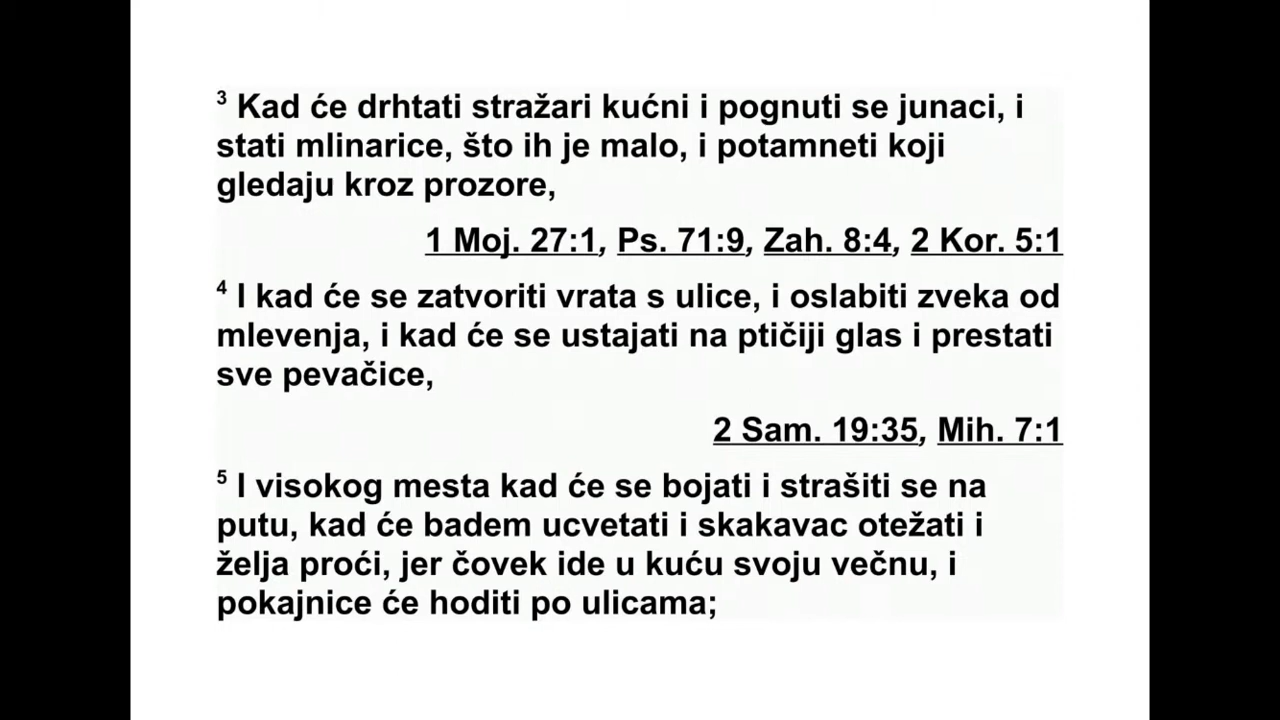 3 Kad će drhtati stražari kućni i pognuti se junaci, i
stati mlinarice, što ih je malo, i potamneti koji
gledaju kroz prozore,
1 Moj. 27:1, Ps. 71:9, Zah. 8:4, 2 Kor. 5:1
4 I kad će se zatvoriti vrata s ulice, i oslabiti zveka od
mlevenja, i kad će se ustajati na ptičiji glas i prestati
sve pevačice,
2 Sam. 19:35, Mih. 7:1
5 I visokog mesta kad će se bojati i strašiti se na
putu, kad će badem ucvetati i skakavac otežati i
želja proći, jer čovek ide u kuću svoju večnu, i
pokajnice će hoditi po ulicama;